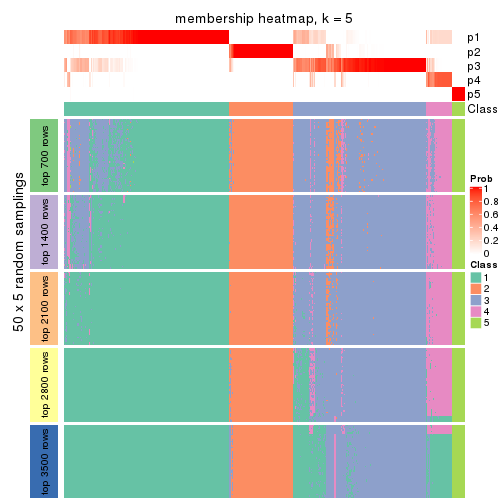 membership heatmap, k = 5
p1
p2
p3
p4
p5
Class
50 x 5 random samplings
top 700 rows
top 1400 rows
top 2100 rows
top 2800 rows
top 3500 rows
Prob
1
0.8
0.6
0.4
0.2
0
Class
1
2
3
4
5